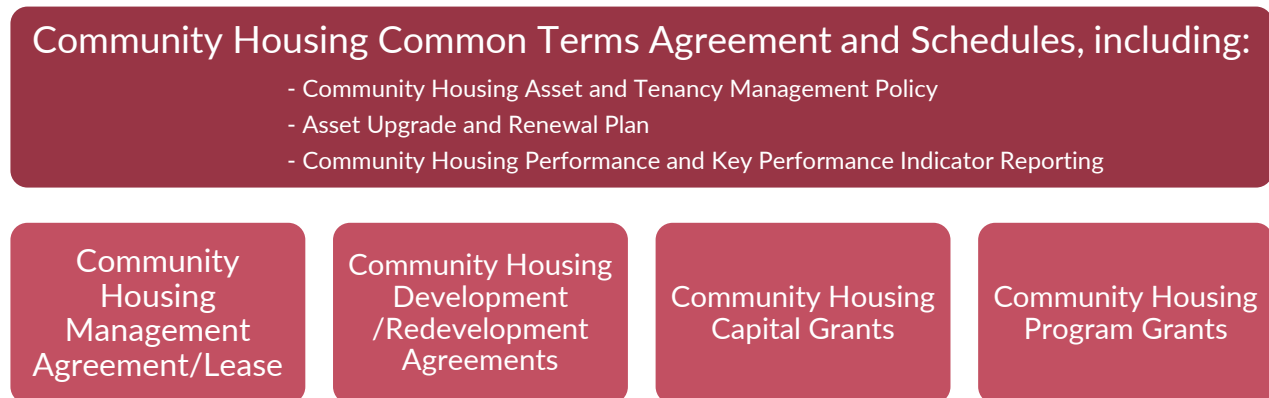 Community Housing Common Terms Agreement and Schedules, including:
- Community Housing Asset and Tenancy Management Policy
- Asset Upgrade and Renewal Plan
- Community Housing Performance and Key Performance Indicator Reporting
Community
Housing
Management
Agreement/Lease
Community Housing
Development
/Redevelopment
Agreements
Community Housing
Capital Grants
Community Housing
Program Grants